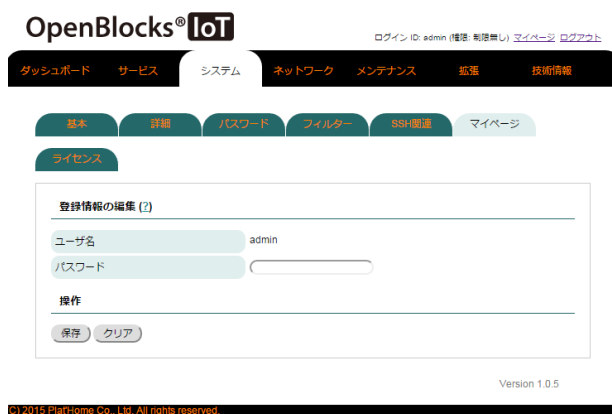 OpenBlocks® IoT
ログイン ID: admin (権限: 制限無し) マイページ ログアウト
ダッシュボード サービス システム ネットワーク メンテナンス 拡張 技術情報
基本 詳細 パスワード フィルター SSH関連 マイページ
ライセンス
登録情報の編集 (?)
ユーザ名 admin
パスワード
操作
保存 クリア
Version 1.0.5
C) 2015 Plat'Home Co., Ltd. All rights reserved.